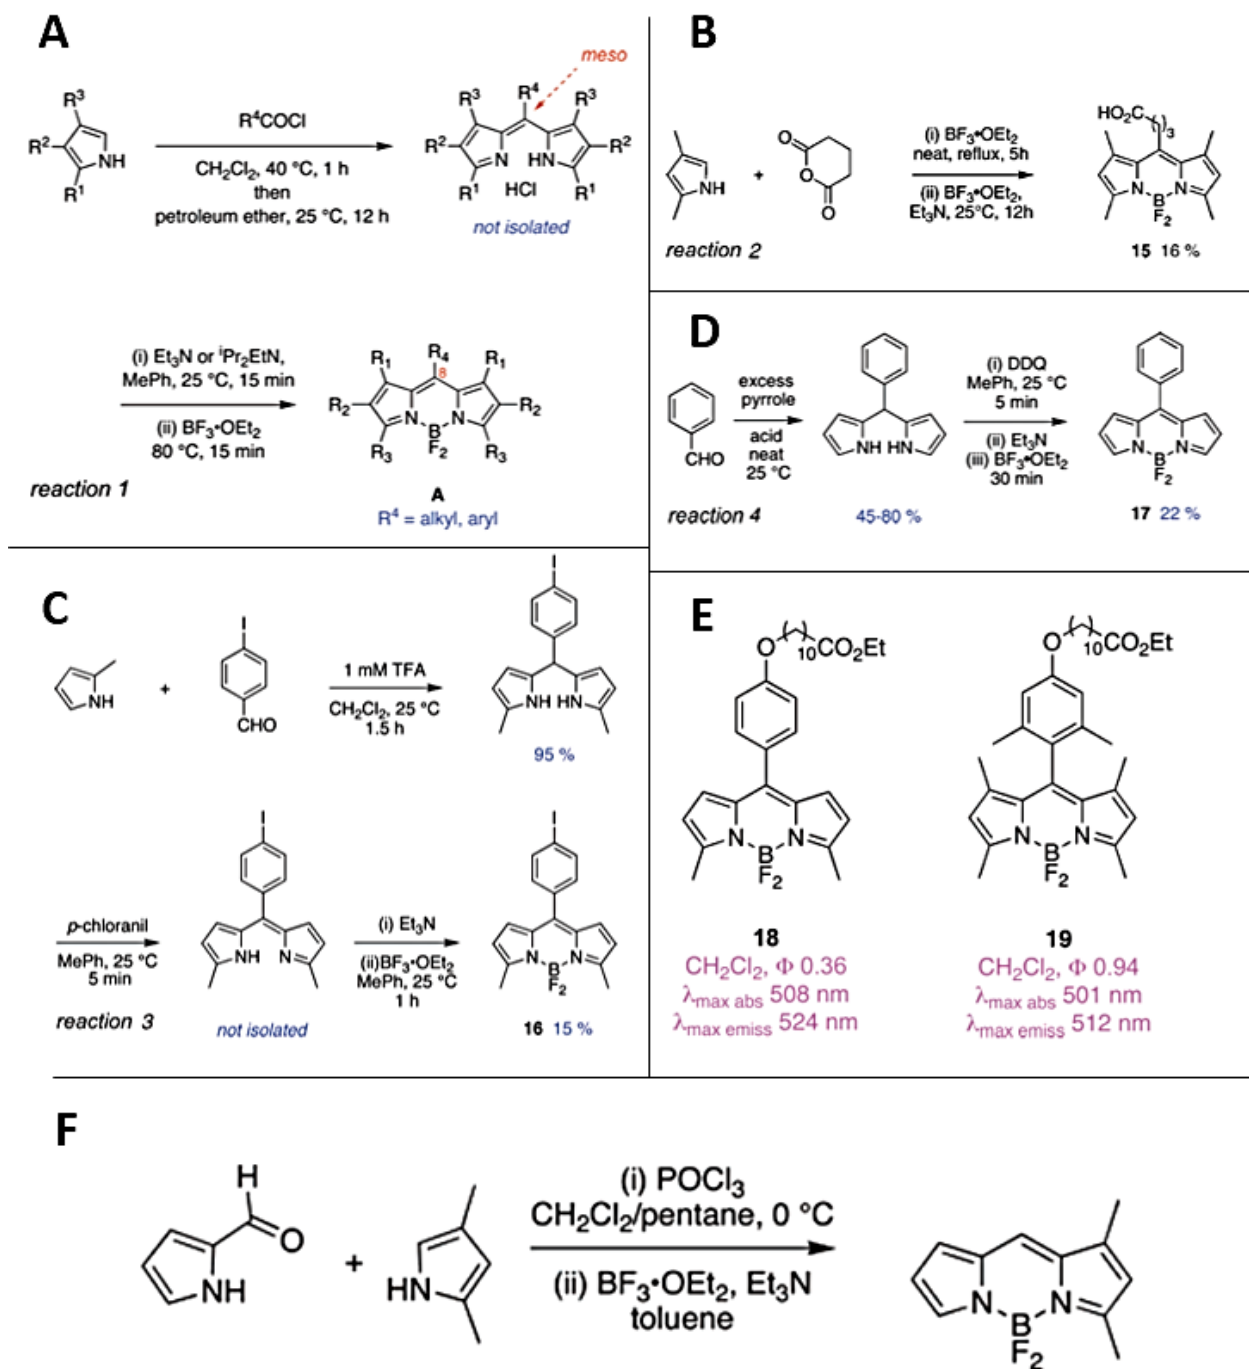 A
meso
R³
R²
R¹
NH
R⁴COCl
CH₂Cl₂, 40 °C, 1 h
then
petroleum ether, 25 °C, 12 h
R³ R⁴ R³
R² N HN R²
R¹ HCl R¹
not isolated
(i) Et₃N or ⁱPr₂EtN,
MePh, 25 °C, 15 min
(ii) BF₃•OEt₂
80 °C, 15 min
R₁ R₄ R₁
8
R₂ N B N R₂
R₃ F₂ R₃
reaction 1
A
R⁴ = alkyl, aryl
B
NH
+
O
O
O
(i) BF₃•OEt₂
neat, reflux, 5h
(ii) BF₃•OEt₂,
Et₃N, 25°C, 12h
HO₂C
( )₃
N B N
F₂
reaction 2
15 16 %
D
CHO
excess
pyrrole
acid
neat
25 °C
NH HN
(i) DDQ
MePh, 25 °C
5 min
(ii) Et₃N
(iii) BF₃•OEt₂
30 min
N B N
F₂
reaction 4
45-80 %
17 22 %
C
NH
+
I
CHO
1 mM TFA
CH₂Cl₂, 25 °C
1.5 h
I
NH HN
95 %
p-chloranil
MePh, 25 °C
5 min
I
NH N
(i) Et₃N
(ii)BF₃•OEt₂
MePh, 25 °C
1 h
I
N B N
F₂
reaction 3
not isolated
16 15 %
E
O ( )₁₀ CO₂Et
N B N
F₂
18
CH₂Cl₂, Φ 0.36
λmax abs 508 nm
λmax emiss 524 nm
O ( )₁₀ CO₂Et
N B N
F₂
19
CH₂Cl₂, Φ 0.94
λmax abs 501 nm
λmax emiss 512 nm
F
H
O
NH
+
HN
(i) POCl₃
CH₂Cl₂/pentane, 0 °C
(ii) BF₃•OEt₂, Et₃N
toluene
N B N
F₂